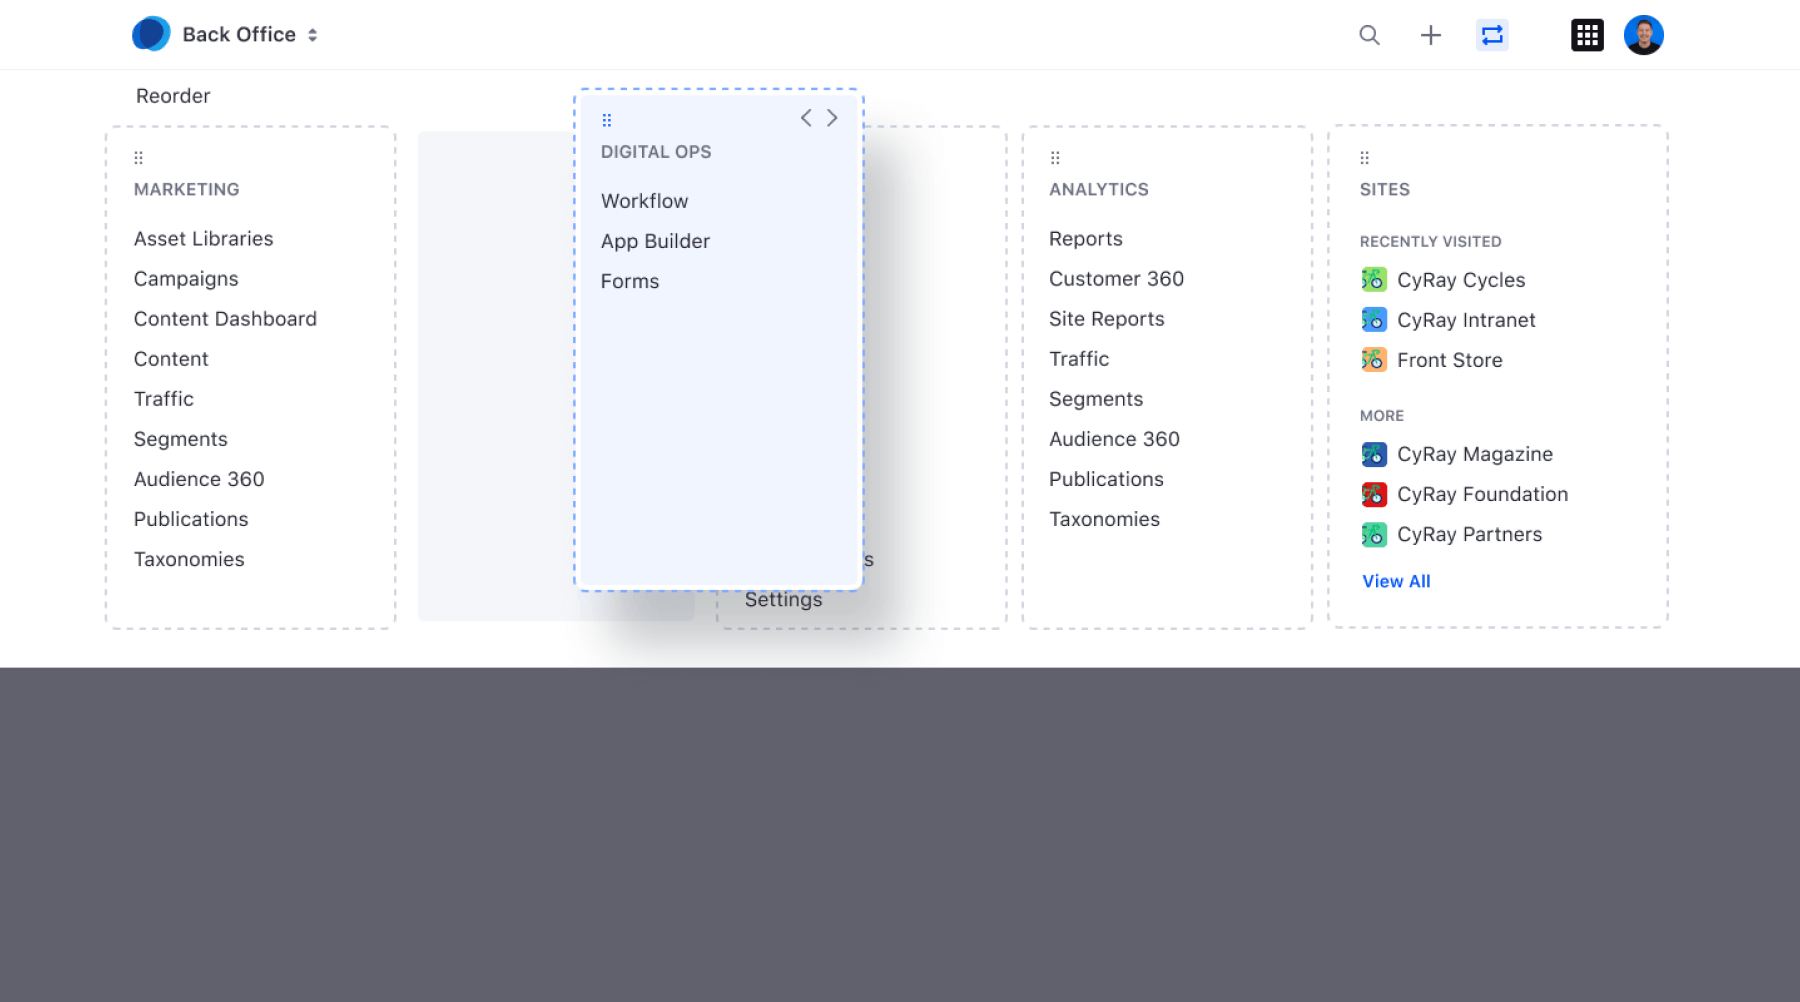 Back Office
Reorder
MARKETING
Asset Libraries
Campaigns
Content Dashboard
Content
Traffic
Segments
Audience 360
Publications
Taxonomies
DIGITAL OPS
Workflow
App Builder
Forms
s
Settings
ANALYTICS
Reports
Customer 360
Site Reports
Traffic
Segments
Audience 360
Publications
Taxonomies
SITES
RECENTLY VISITED
CyRay Cycles
CyRay Intranet
Front Store
MORE
CyRay Magazine
CyRay Foundation
CyRay Partners
View All